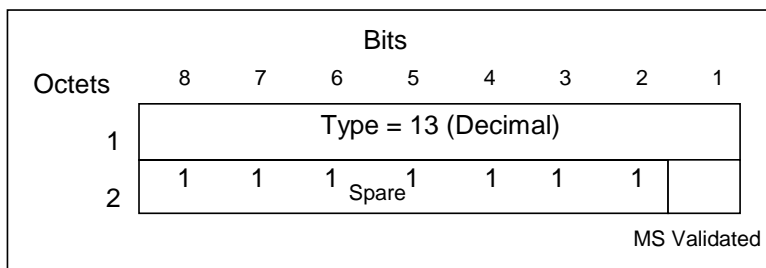 Bits
Octets 8 7 6 5 4 3 2 1
1 Type = 13 (Decimal)
2 1 1 1 1 1 1 1
Spare
MS Validated